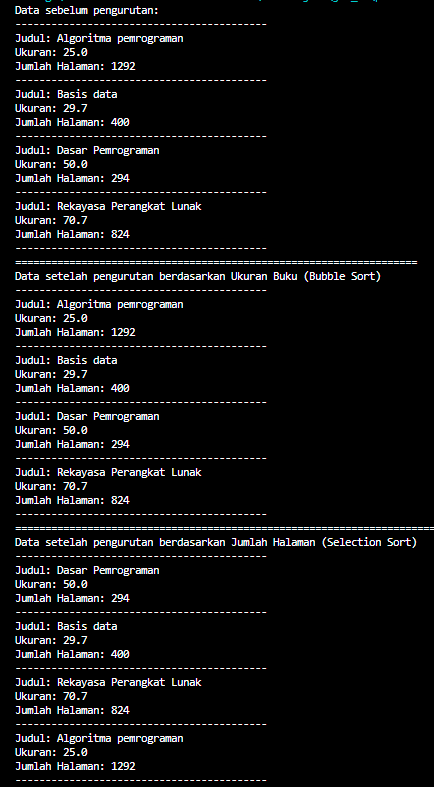 Data sebelum pengurutan:
------------------------------------------
Judul: Algoritma pemrograman
Ukuran: 25.0
Jumlah Halaman: 1292
------------------------------------------
Judul: Basis data
Ukuran: 29.7
Jumlah Halaman: 400
------------------------------------------
Judul: Dasar Pemrograman
Ukuran: 50.0
Jumlah Halaman: 294
------------------------------------------
Judul: Rekayasa Perangkat Lunak
Ukuran: 70.7
Jumlah Halaman: 824
------------------------------------------
===================================================================
Data setelah pengurutan berdasarkan Ukuran Buku (Bubble Sort)
------------------------------------------
Judul: Algoritma pemrograman
Ukuran: 25.0
Jumlah Halaman: 1292
------------------------------------------
Judul: Basis data
Ukuran: 29.7
Jumlah Halaman: 400
------------------------------------------
Judul: Dasar Pemrograman
Ukuran: 50.0
Jumlah Halaman: 294
------------------------------------------
Judul: Rekayasa Perangkat Lunak
Ukuran: 70.7
Jumlah Halaman: 824
------------------------------------------
======================================================================
Data setelah pengurutan berdasarkan Jumlah Halaman (Selection Sort)
------------------------------------------
Judul: Dasar Pemrograman
Ukuran: 50.0
Jumlah Halaman: 294
------------------------------------------
Judul: Basis data
Ukuran: 29.7
Jumlah Halaman: 400
------------------------------------------
Judul: Rekayasa Perangkat Lunak
Ukuran: 70.7
Jumlah Halaman: 824
------------------------------------------
Judul: Algoritma pemrograman
Ukuran: 25.0
Jumlah Halaman: 1292
------------------------------------------